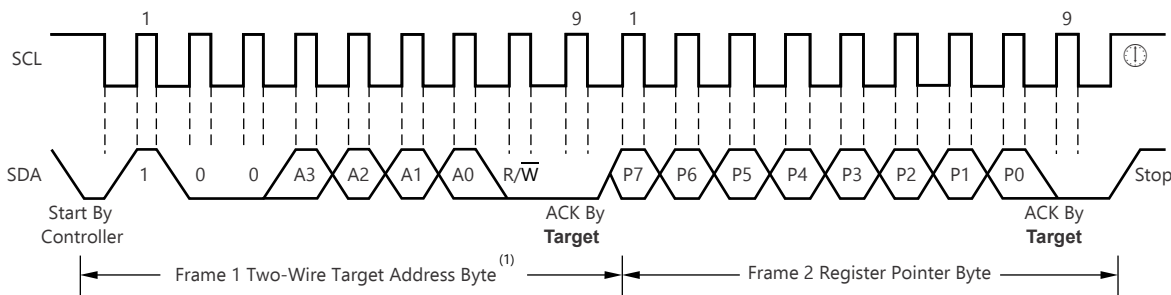 1 9 1 9
SCL
SDA 1 0 0 A3 A2 A1 A0 R/W̅ P7 P6 P5 P4 P3 P2 P1 P0 Stop
Start By ACK By ACK By
Controller Target Target
Frame 1 Two-Wire Target Address Byte(1) Frame 2 Register Pointer Byte